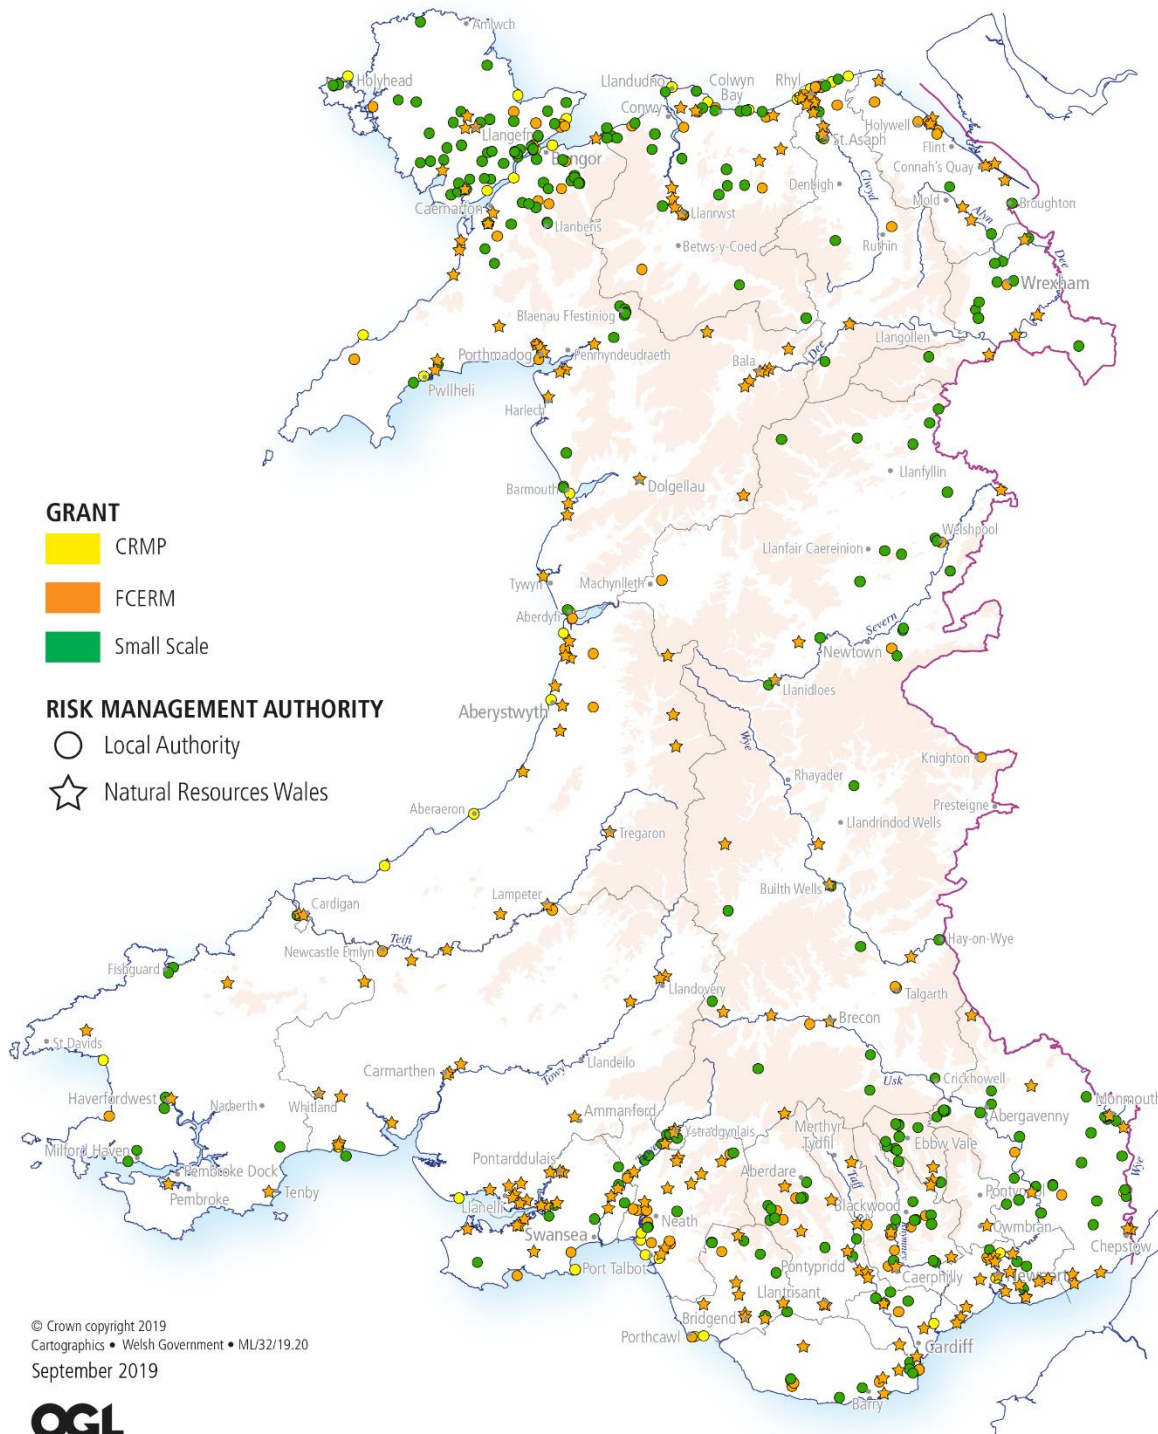 Amlwch
Holyhead
Llandudno
Colwyn
Bay
Rhyl
Conwy
Holywell
Llangefni
St.Asaph
Flint
Bangor
Connah's Quay
Clwyd
Denbigh
Mold
Broughton
Caernarfon
Llanrwst
Alyn
Llanberis
Ruthin
Betws-y-Coed
Dee
Wrexham
Blaenau Ffestiniog
Llangollen
Porthmadog
Penrhyndeudraeth
Dee
Bala
Pwllheli
Harlech
Llanfyllin
Dolgellau
Barmouth
GRANT
CRMP
Welshpool
Llanfair Caereinion
FCERM
Tywyn
Machynlleth
Aberdyfi
Severn
Small Scale
Newtown
Llanidloes
RISK MANAGEMENT AUTHORITY
Aberystwyth
Wye
Local Authority
Knighton
Rhayader
Natural Resources Wales
Presteigne
Aberaeron
Llandrindod Wells
Tregaron
Builth Wells
Lampeter
Cardigan
Teifi
Hay-on-Wye
Newcastle Emlyn
Fishguard
Llandovery
Talgarth
Brecon
St Davids
Llandeilo
Carmarthen
Towy
Usk
Crickhowell
Haverfordwest
Narberth
Whitland
Ammanford
Merthyr
Tydfil
Abergavenny
Monmouth
Ystradgynlais
Ebbw Vale
Milford Haven
Pontarddulais
Aberdare
Pembroke Dock
Taff
Wye
Pembroke
Tenby
Llanelli
Blackwood
Pontypool
Neath
Rhymney
Cwmbran
Swansea
Chepstow
Port Talbot
Pontypridd
Caerphilly
Newport
Llantrisant
Bridgend
© Crown copyright 2019
Porthcawl
Cartographics • Welsh Government • ML/32/19.20
Cardiff
September 2019
Barry
OGL